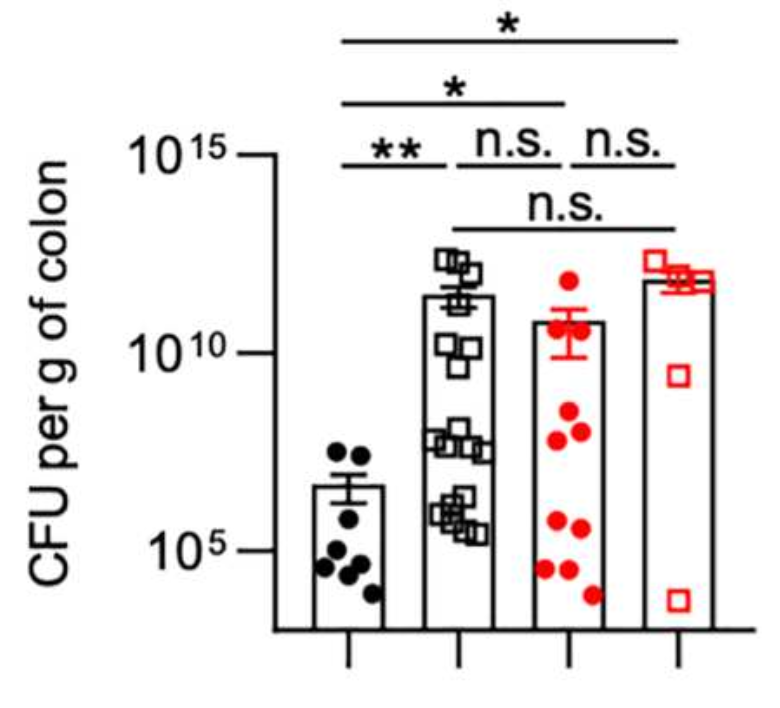 *
*
** n.s. n.s.
n.s.
10¹⁵
10¹⁰
10⁵
CFU per g of colon